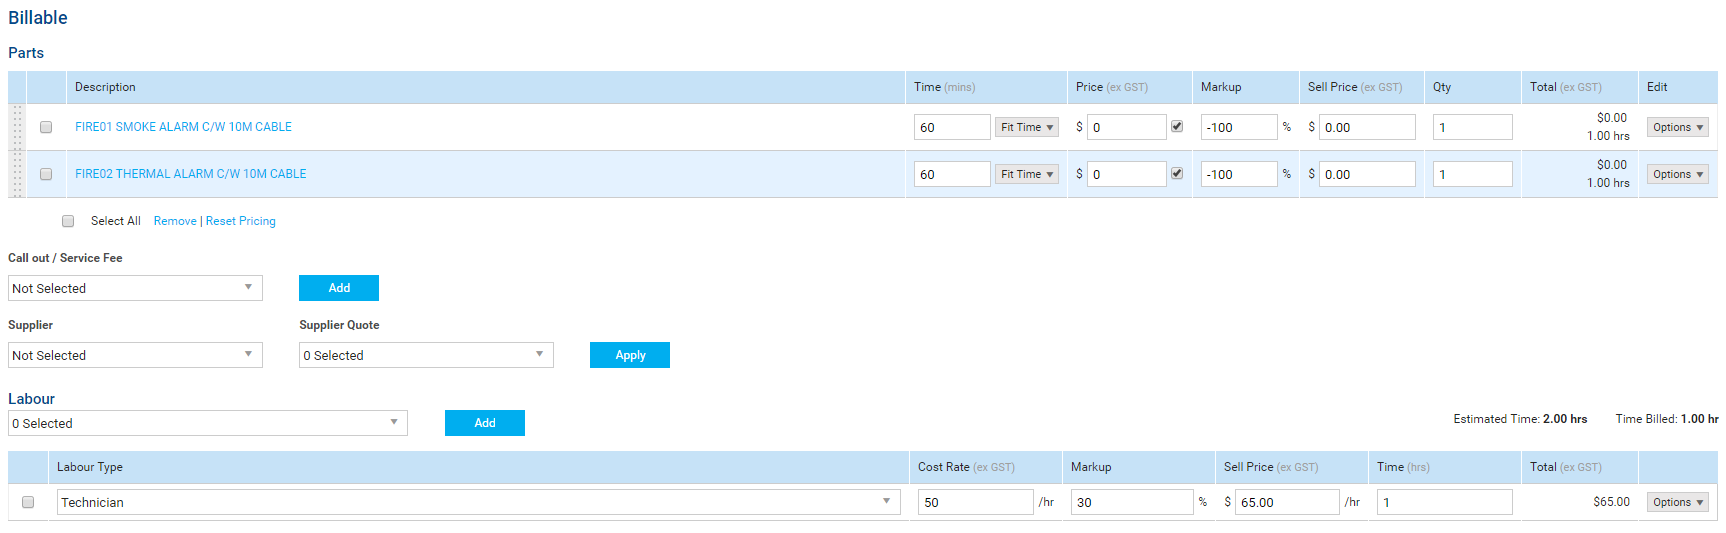 Billable
Parts
Description Time (mins) Price (ex GST) Markup Sell Price (ex GST) Qty Total (ex GST) Edit
FIRE01 SMOKE ALARM C/W 10M CABLE 60 Fit Time $ 0 -100 % $ 0.00 1 $0.00 1.00 hrs Options
FIRE02 THERMAL ALARM C/W 10M CABLE 60 Fit Time $ 0 -100 % $ 0.00 1 $0.00 1.00 hrs Options
Select All Remove | Reset Pricing
Call out / Service Fee
Not Selected Add
Supplier Supplier Quote
Not Selected 0 Selected Apply
Labour
0 Selected Add Estimated Time: 2.00 hrs Time Billed: 1.00 hr
Labour Type Cost Rate (ex GST) Markup Sell Price (ex GST) Time (hrs) Total (ex GST)
Technician 50 /hr 30 % $ 65.00 /hr 1 $65.00 Options